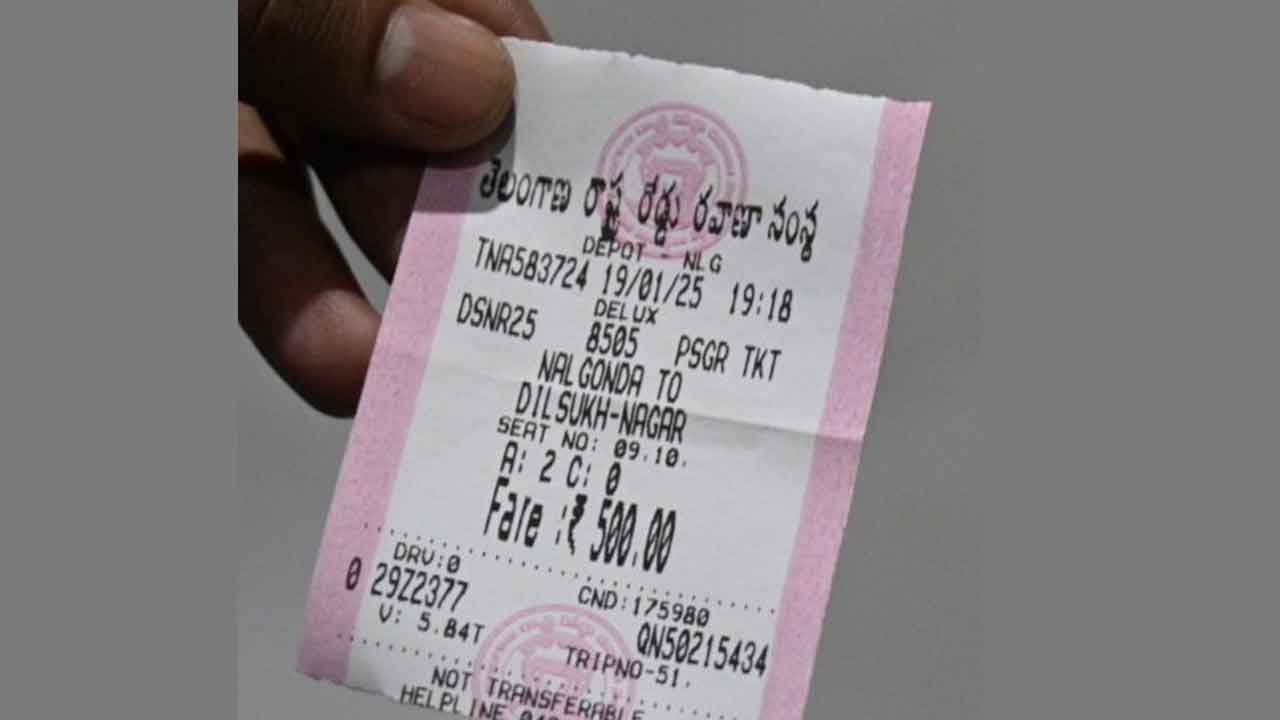 తెలంగాణ రాష్ట్ర రోడ్డు రవాణా సంస్థ
DEPOT - NLG
TNA583724 19/01/25 19:18
DELUX
DSNR25 8505 PSGR TKT
NALGONDA TO
DILSUKH-NAGAR
SEAT NO: 09.10.
A: 2 C: 0
Fare :₹ 500.00
DRV:0 CND:175980
0 29Z2377 QN50215434
V: 5.84T TRIPNO-51.
NOT TRANSFERABLE
HELPLINE